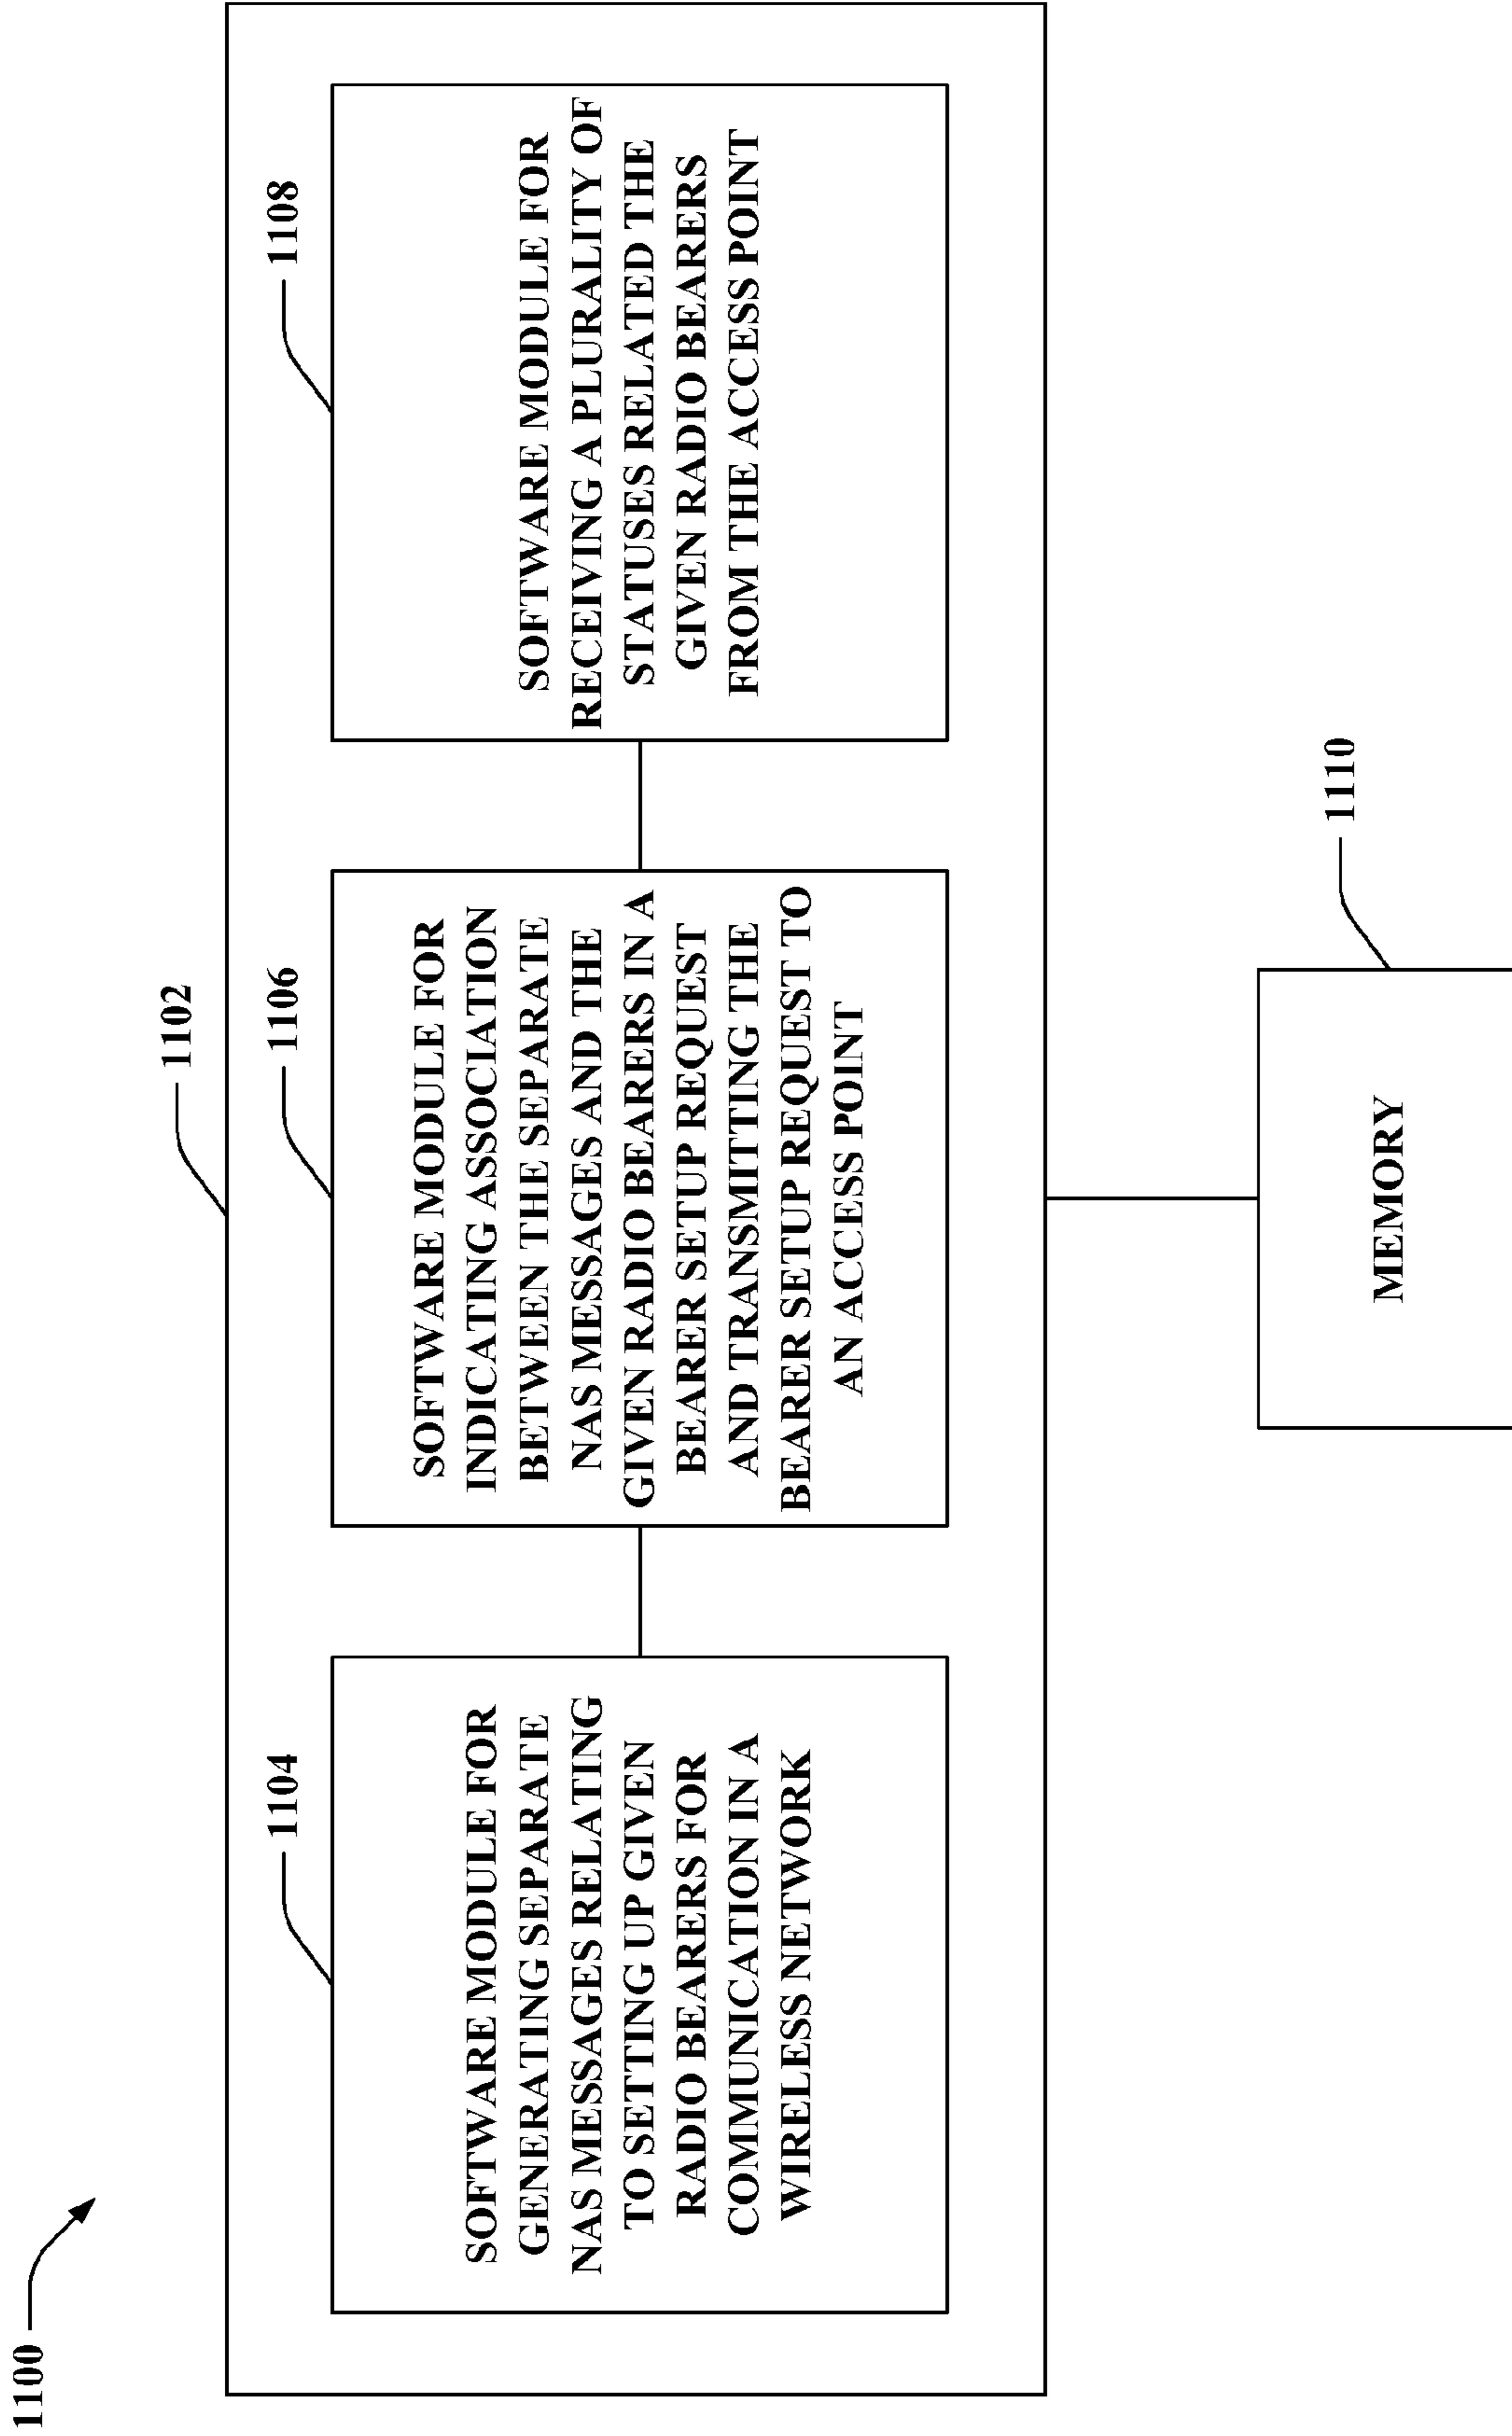 1100
1102
1104
SOFTWARE MODULE FOR
GENERATING SEPARATE
NAS MESSAGES RELATING
TO SETTING UP GIVEN
RADIO BEARERS FOR
COMMUNICATION IN A
WIRELESS NETWORK
1106
SOFTWARE MODULE FOR
INDICATING ASSOCIATION
BETWEEN THE SEPARATE
NAS MESSAGES AND THE
GIVEN RADIO BEARERS IN A
BEARER SETUP REQUEST
AND TRANSMITTING THE
BEARER SETUP REQUEST TO
AN ACCESS POINT
1108
SOFTWARE MODULE FOR
RECEIVING A PLURALITY OF
STATUSES RELATED THE
GIVEN RADIO BEARERS
FROM THE ACCESS POINT
1110
MEMORY